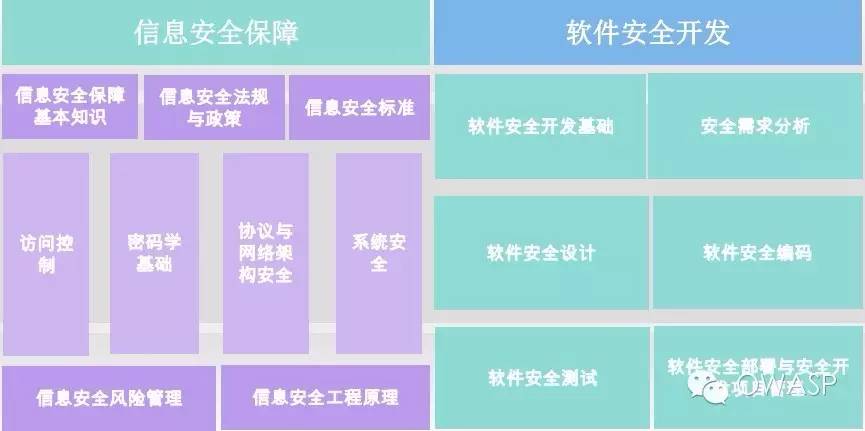 信息安全保障
软件安全开发
信息安全保障
基本知识
信息安全法规
与政策
信息安全标准
访问控
制
密码学
基础
协议与
网络架
构安全
系统安
全
信息安全风险管理
信息安全工程原理
软件安全开发基础
安全需求分析
软件安全设计
软件安全编码
软件安全测试
软件安全部署与安全开
发项目管理
OWASP